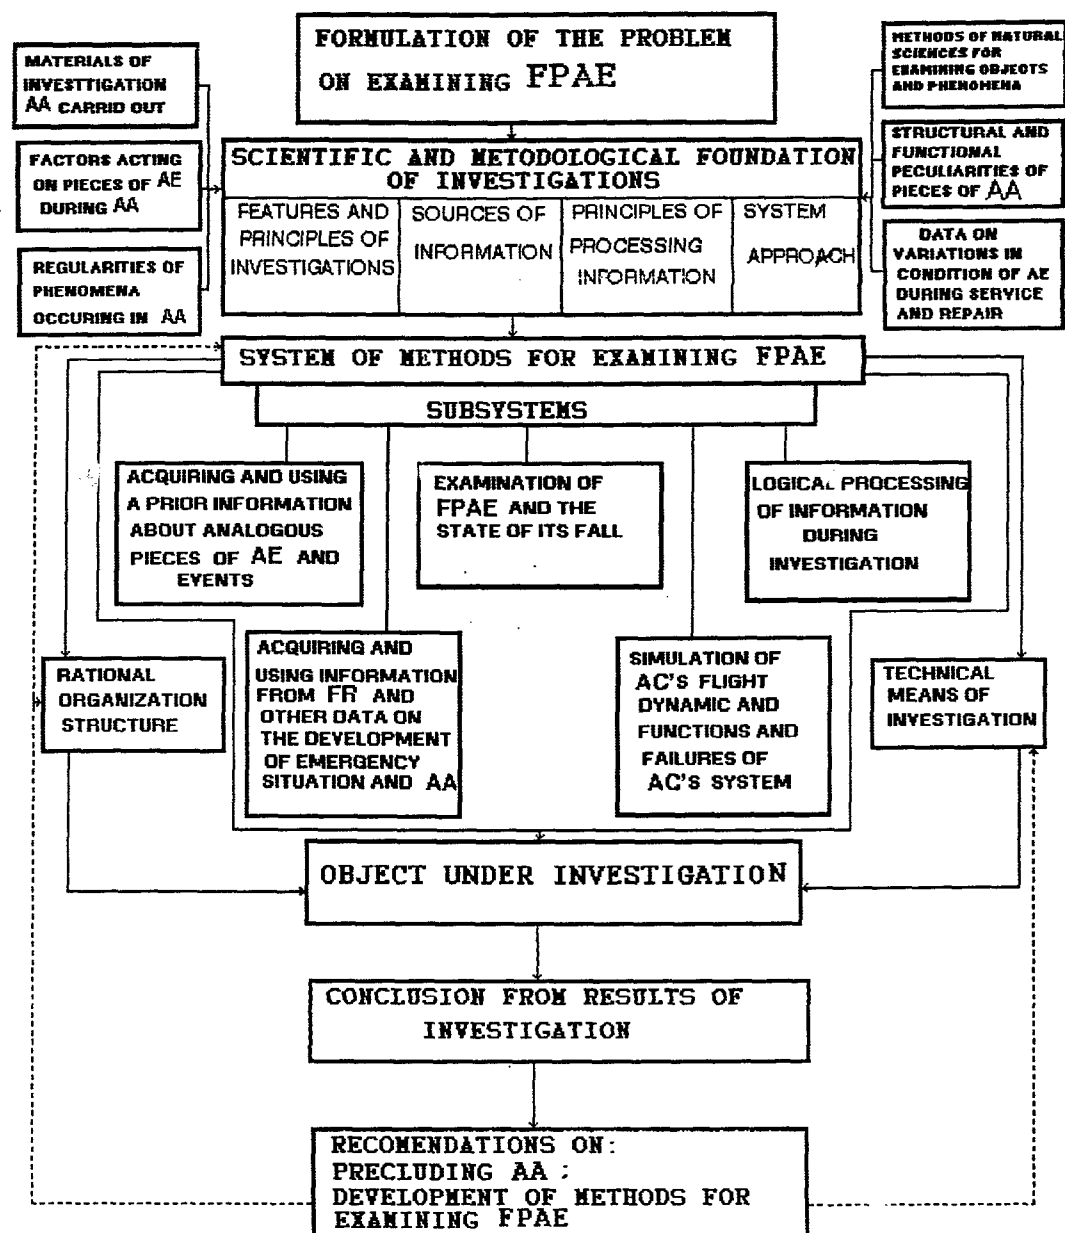 FORMULATION OF THE PROBLEM
ON EXAMINING FPAE
MATERIALS OF
INVESTTIGATION
AA CARRID OUT
FACTORS ACTING
ON PIECES OF AE
DURING AA
REGULARITIES OF
PHENOMENA
OCCURING IN AA
METHODS OF NATURAL
SCIENCES FOR
EXAMINING OBJECTS
AND PHENOMENA
STRUCTURAL AND
FUNCTIONAL
PECULIARITIES OF
PIECES OF AA
DATA ON
VARIATIONS IN
CONDITION OF AE
DURING SERVICE
AND REPAIR
SCIENTIFIC AND METODOLOGICAL FOUNDATION
OF INVESTIGATIONS
FEATURES AND
PRINCIPLES OF
INVESTIGATIONS
SOURCES OF
INFORMATION
PRINCIPLES OF
PROCESSING
INFORMATION
SYSTEM
APPROACH
SYSTEM OF METHODS FOR EXAMINING FPAE
SUBSYSTEMS
ACQUIRING AND USING
A PRIOR INFORMATION
ABOUT ANALOGOUS
PIECES OF AE AND
EVENTS
EXAMINATION OF
FPAE AND THE
STATE OF ITS FALL
LOGICAL PROCESSING
OF INFORMATION
DURING
INVESTIGATION
RATIONAL
ORGANIZATION
STRUCTURE
ACQUIRING AND
USING INFORMATION
FROM FR AND
OTHER DATA ON
THE DEVELOPMENT
OF EMERGENCY
SITUATION AND AA
SIMULATION OF
AC'S FLIGHT
DYNAMIC AND
FUNCTIONS AND
FAILURES OF
AC'S SYSTEM
TECHNICAL
MEANS OF
INVESTIGATION
OBJECT UNDER INVESTIGATION
CONCLUSION FROM RESULTS OF
INVESTIGATION
RECOMENDATIONS ON:
PRECLUDING AA ;
DEVELOPMENT OF METHODS FOR
EXAMINING FPAE